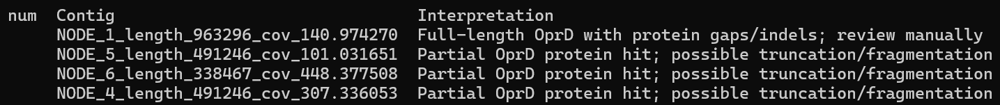 num  Contig                                Interpretation
     NODE_1_length_963296_cov_140.974270  Full-length OprD with protein gaps/indels; review manually
     NODE_5_length_491246_cov_101.031651  Partial OprD protein hit; possible truncation/fragmentation
     NODE_6_length_338467_cov_448.377508  Partial OprD protein hit; possible truncation/fragmentation
     NODE_4_length_491246_cov_307.336053  Partial OprD protein hit; possible truncation/fragmentation